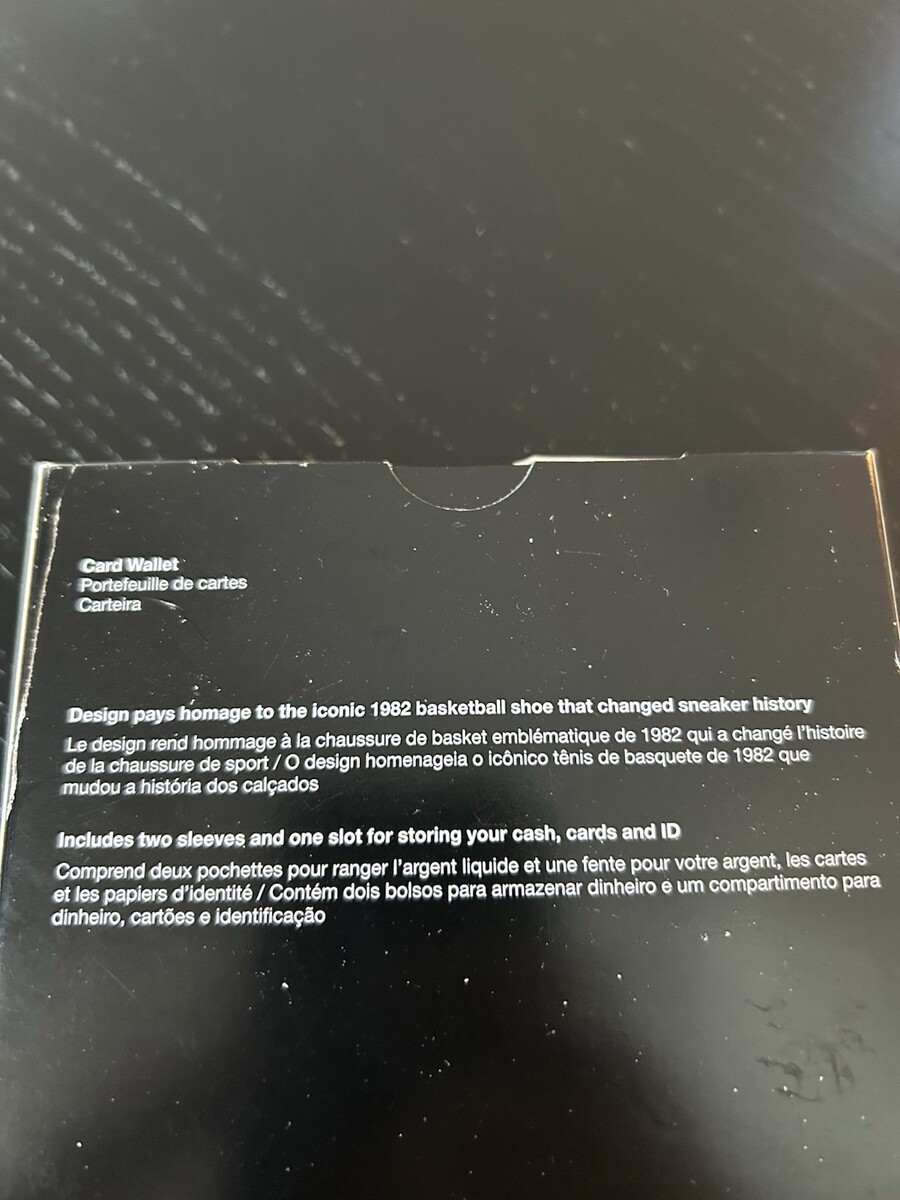 Card Wallet
Portefeuille de cartes
Carteira
Design pays homage to the iconic 1982 basketball shoe that changed sneaker history
Le design rend hommage à la chaussure de basket emblématique de 1982 qui a changé l'histoire
de la chaussure de sport / O design homenageia o icônico tênis de basquete de 1982 que
mudou a história dos calçados
Includes two sleeves and one slot for storing your cash, cards and ID
Comprend deux pochettes pour ranger l'argent liquide et une fente pour votre argent, les cartes
et les papiers d'identité / Contém dois bolsos para armazenar dinheiro e um compartimento para
dinheiro, cartões e identificação